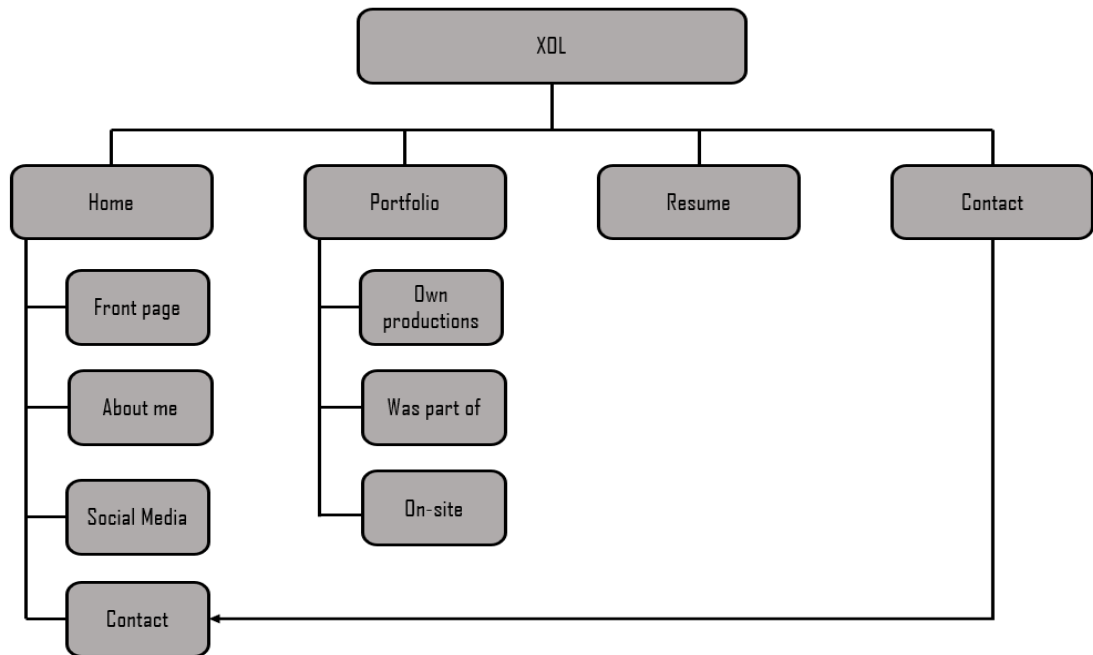 XOL
Home
Portfolio
Resume
Contact
Front page
About me
Social Media
Contact
Own
productions
Was part of
On-site